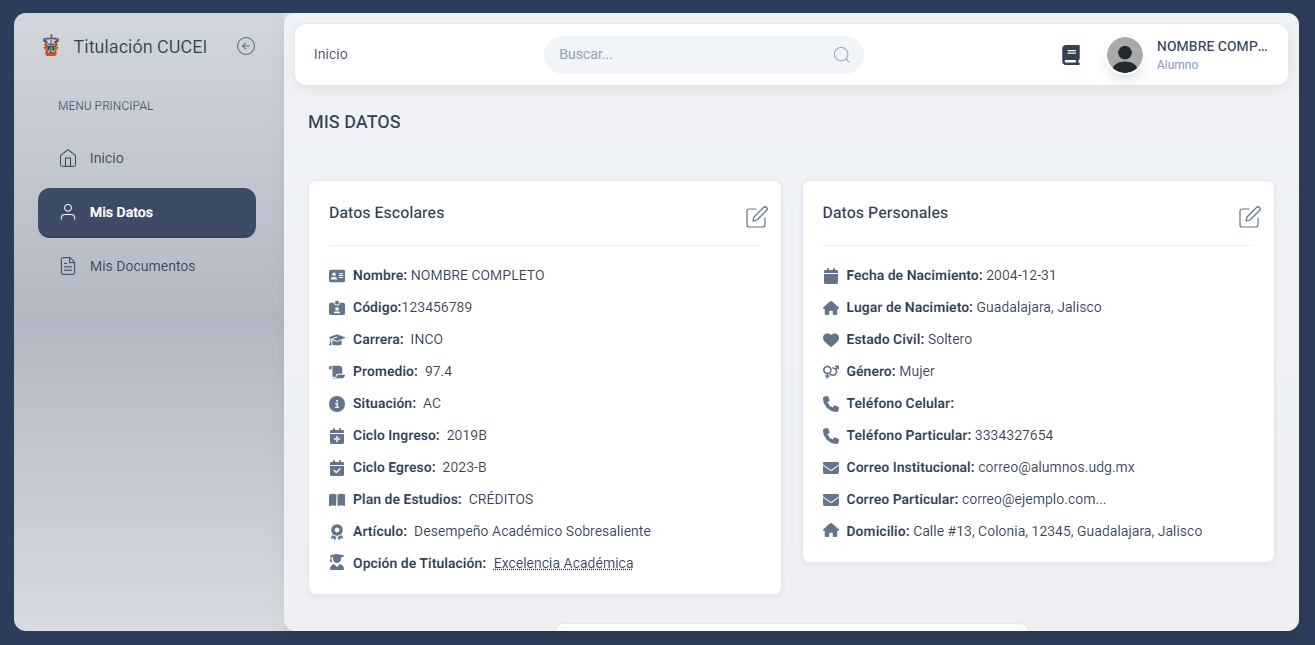 Titulación CUCEI
MENU PRINCIPAL
Inicio
Mis Datos
Mis Documentos
Inicio
Buscar...
NOMBRE COMP...
Alumno
MIS DATOS
Datos Escolares
Nombre: NOMBRE COMPLETO
Código:123456789
Carrera: INCO
Promedio: 97.4
Situación: AC
Ciclo Ingreso: 2019B
Ciclo Egreso: 2023-B
Plan de Estudios: CRÉDITOS
Artículo: Desempeño Académico Sobresaliente
Opción de Titulación: Excelencia Académica
Datos Personales
Fecha de Nacimiento: 2004-12-31
Lugar de Nacimieto: Guadalajara, Jalisco
Estado Civil: Soltero
Género: Mujer
Teléfono Celular:
Teléfono Particular: 3334327654
Correo Institucional: correo@alumnos.udg.mx
Correo Particular: correo@ejemplo.com...
Domicilio: Calle #13, Colonia, 12345, Guadalajara, Jalisco